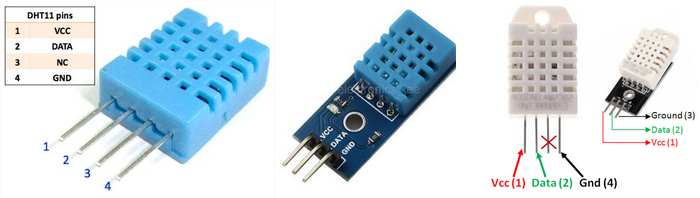 DHT11 pins
1 VCC
2 DATA
3 NC
4 GND
1
2
3
4
VCC
DATA
GND
Vcc (1) Data (2) Gnd (4)
Ground (3)
Data (2)
Vcc (1)